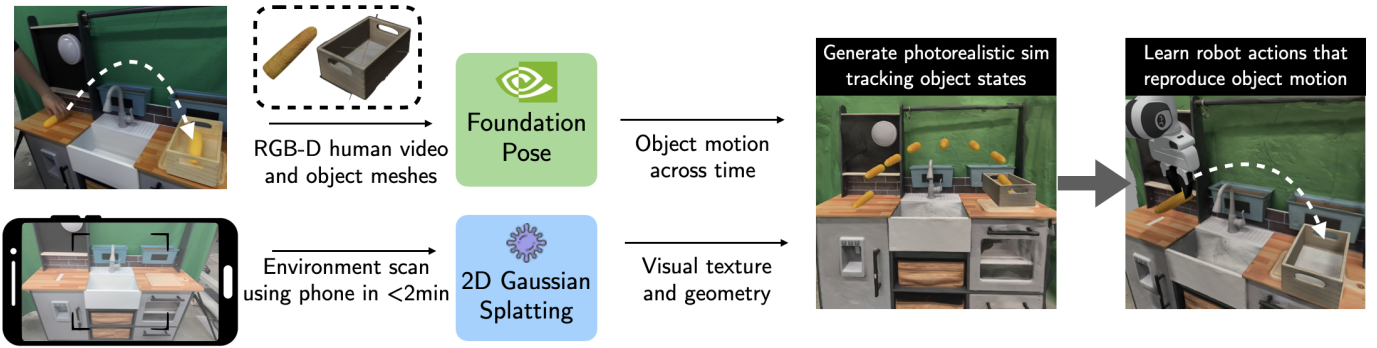 RGB-D human video
and object meshes
Foundation
Pose
Object motion
across time
Environment scan
using phone in <2min
2D Gaussian
Splatting
Visual texture
and geometry
Generate photorealistic sim
tracking object states
Learn robot actions that
reproduce object motion